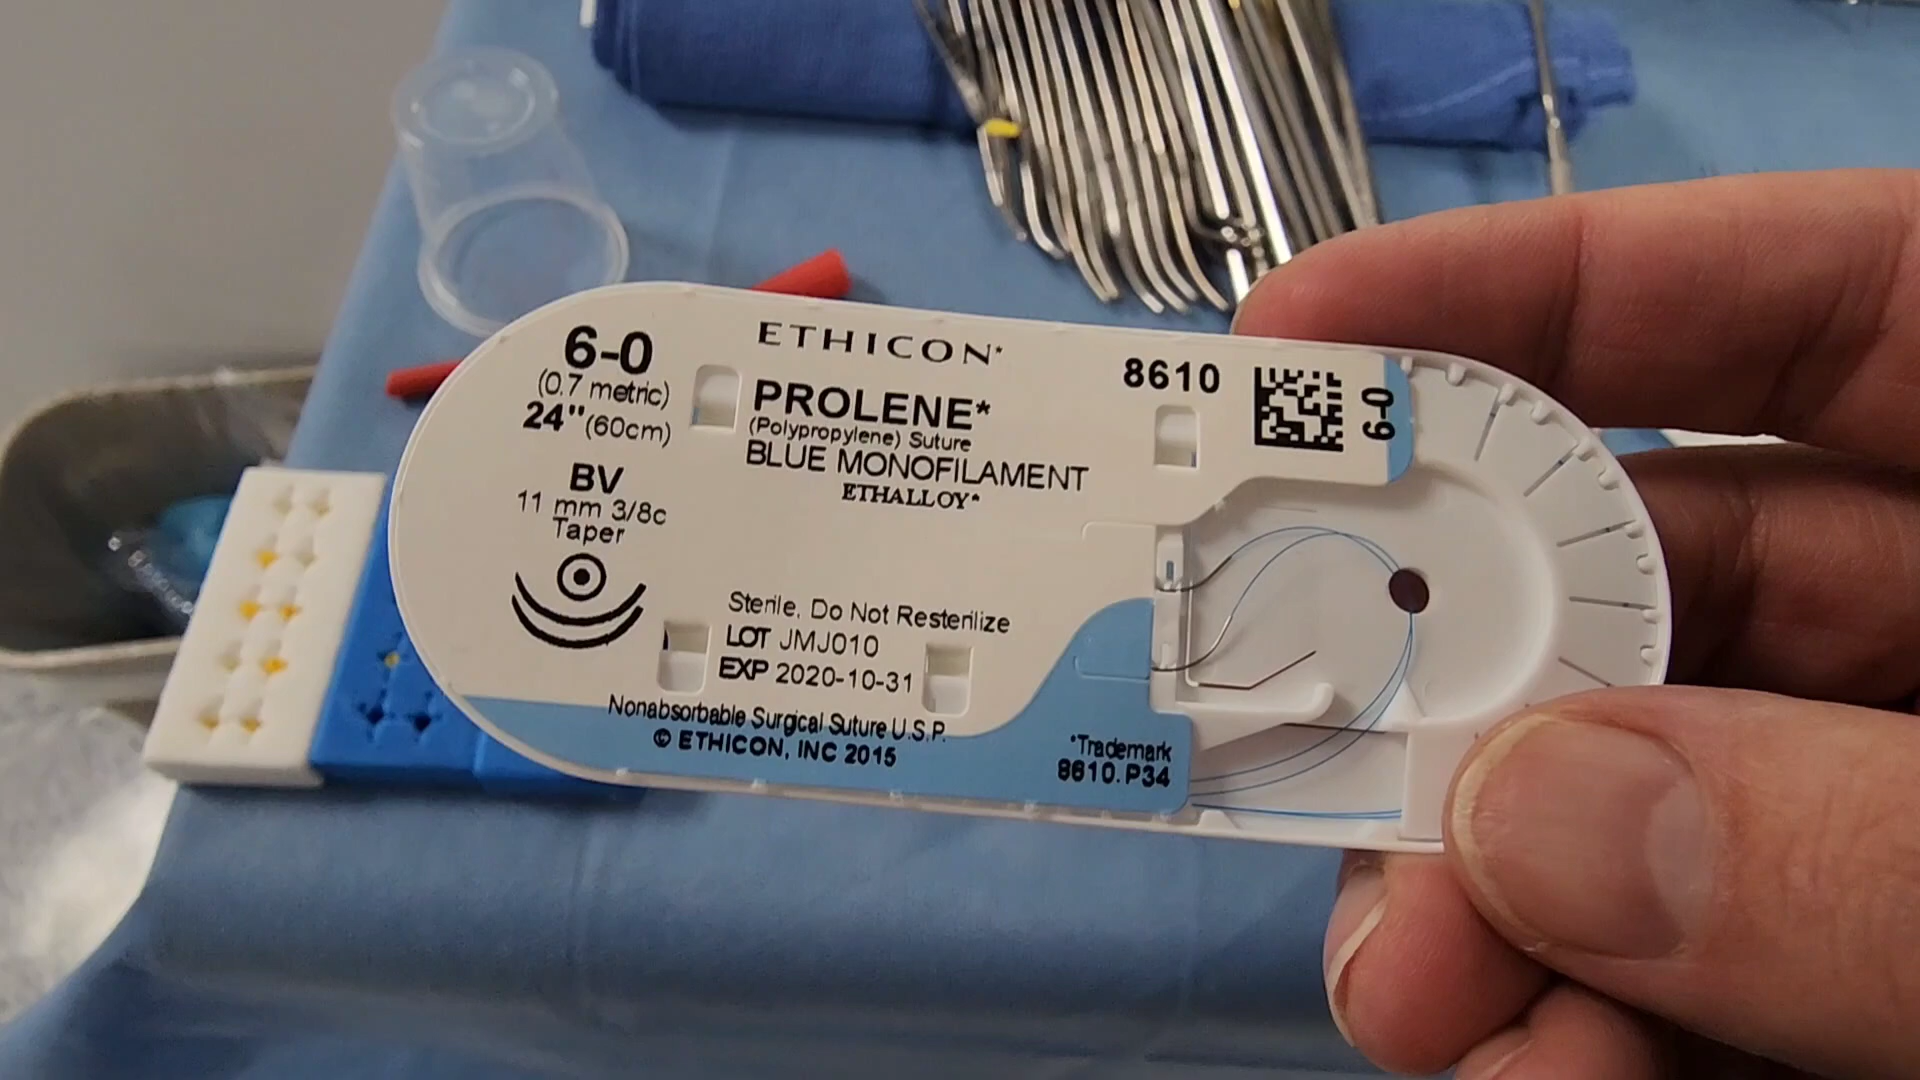 6-0
(0.7 metric)
24" (60cm)
BV
11 mm 3/8c
Taper
ETHICON*
PROLENE*
(Polypropylene) Suture
BLUE MONOFILAMENT
ETHALLOY*
8610
6-0
Sterile. Do Not Resterilize
LOT JMJ010
EXP 2020-10-31
Nonabsorbable Surgical Suture U.S.P.
© ETHICON, INC 2015
*Trademark
8610.P34